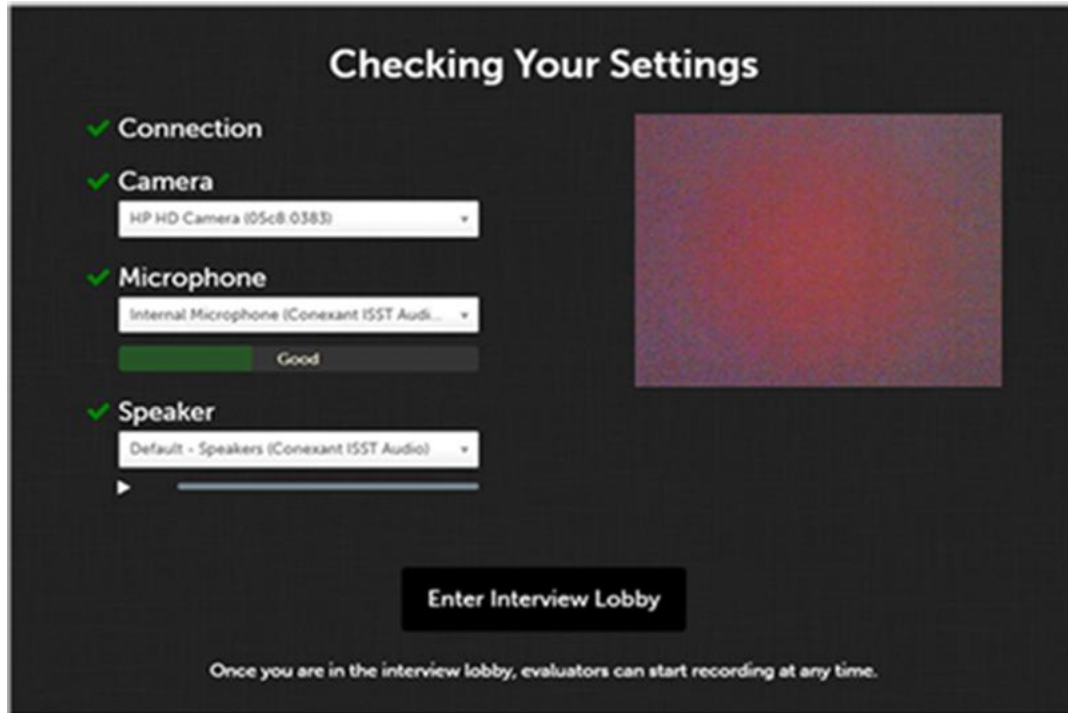 Checking Your Settings
Connection
Camera
HP HD Camera (05c8:0383)
Microphone
Internal Microphone (Conexant ISST Audi...
Good
Speaker
Default - Speakers (Conexant ISST Audio)
Enter Interview Lobby
Once you are in the interview lobby, evaluators can start recording at any time.